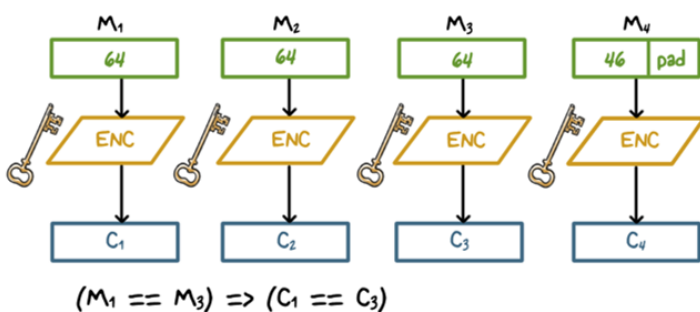 M₁ M₂ M₃ M₄
64 64 64 46 pad
ENC ENC ENC ENC
C₁ C₂ C₃ C₄
(M₁ == M₃) => (C₁ == C₃)